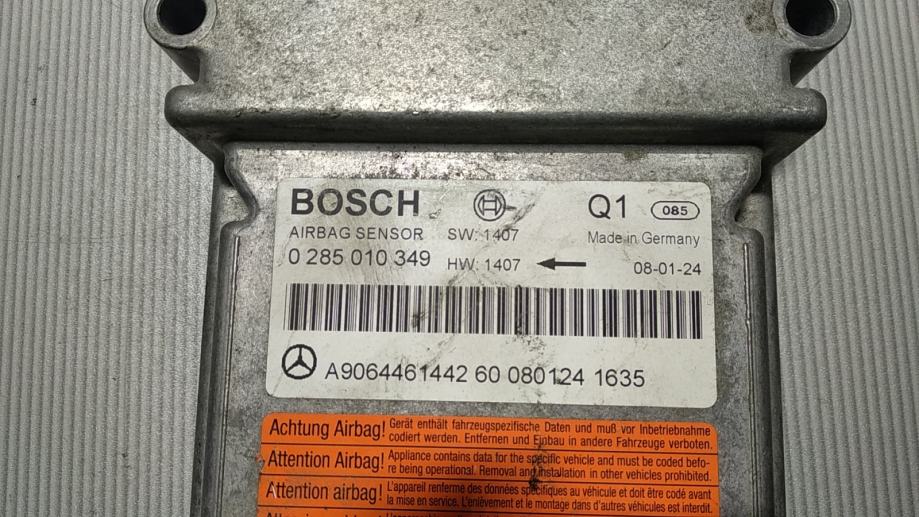 BOSCH Q1 085
AIRBAG SENSOR SW: 1407 Made in Germany
0 285 010 349 HW: 1407 08-01-24
A9064461442 60 080124 1635
Achtung Airbag! Gerät enthält fahrzeugspezifische Daten und muß vor Inbetriebnahme
codiert werden. Entfernen und Einbau in andere Fahrzeuge verboten.
Attention Airbag! Appliance contains data for the specific vehicle and must be coded befo-
re being operational. Removal and installation in other vehicles prohibited.
Attention airbag! L'appareil renferme des données spécifiques au véhicule et doit être codé avant
la mise en service. L'enlèvement et le montage dans d'autres véhicules est interdit.